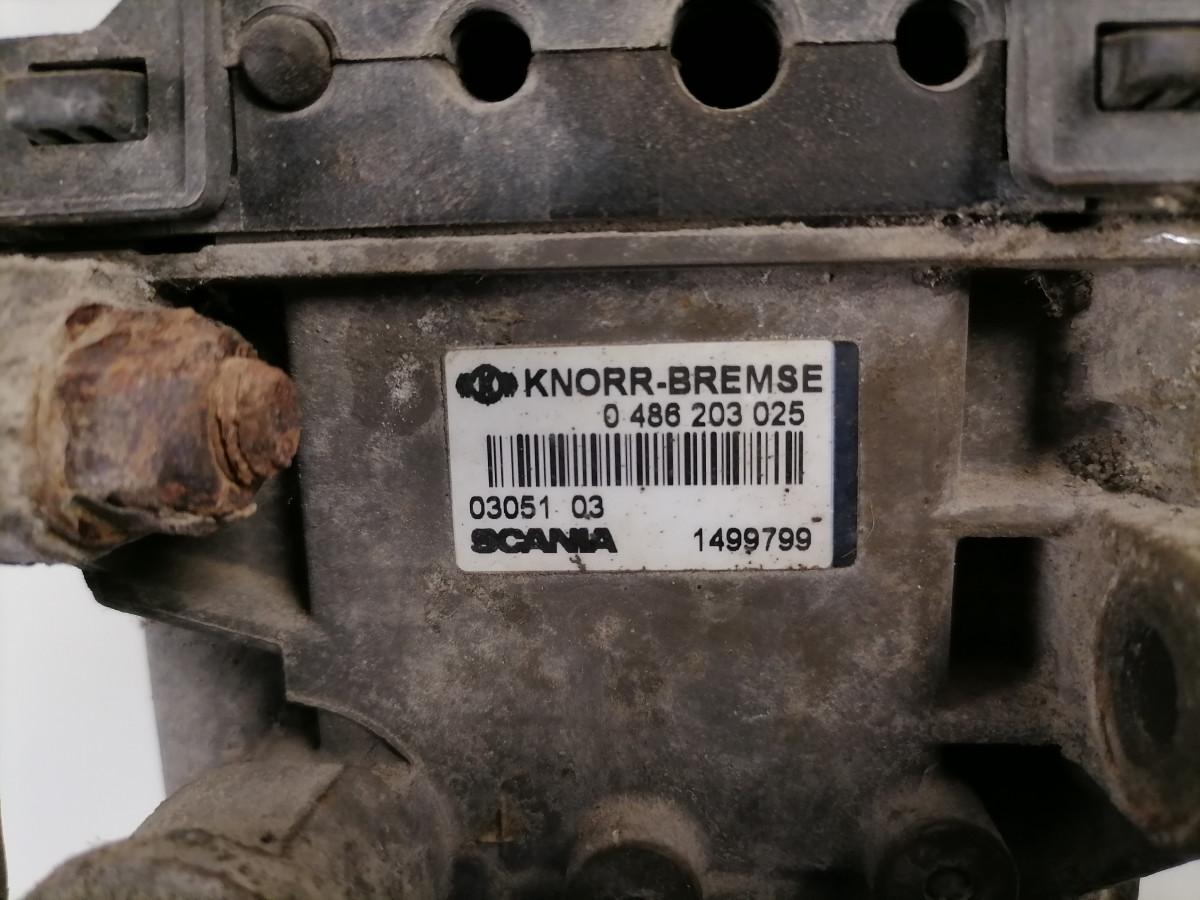 KNORR-BREMSE
0 486 203 025
03051 03
SCANIA 1499799